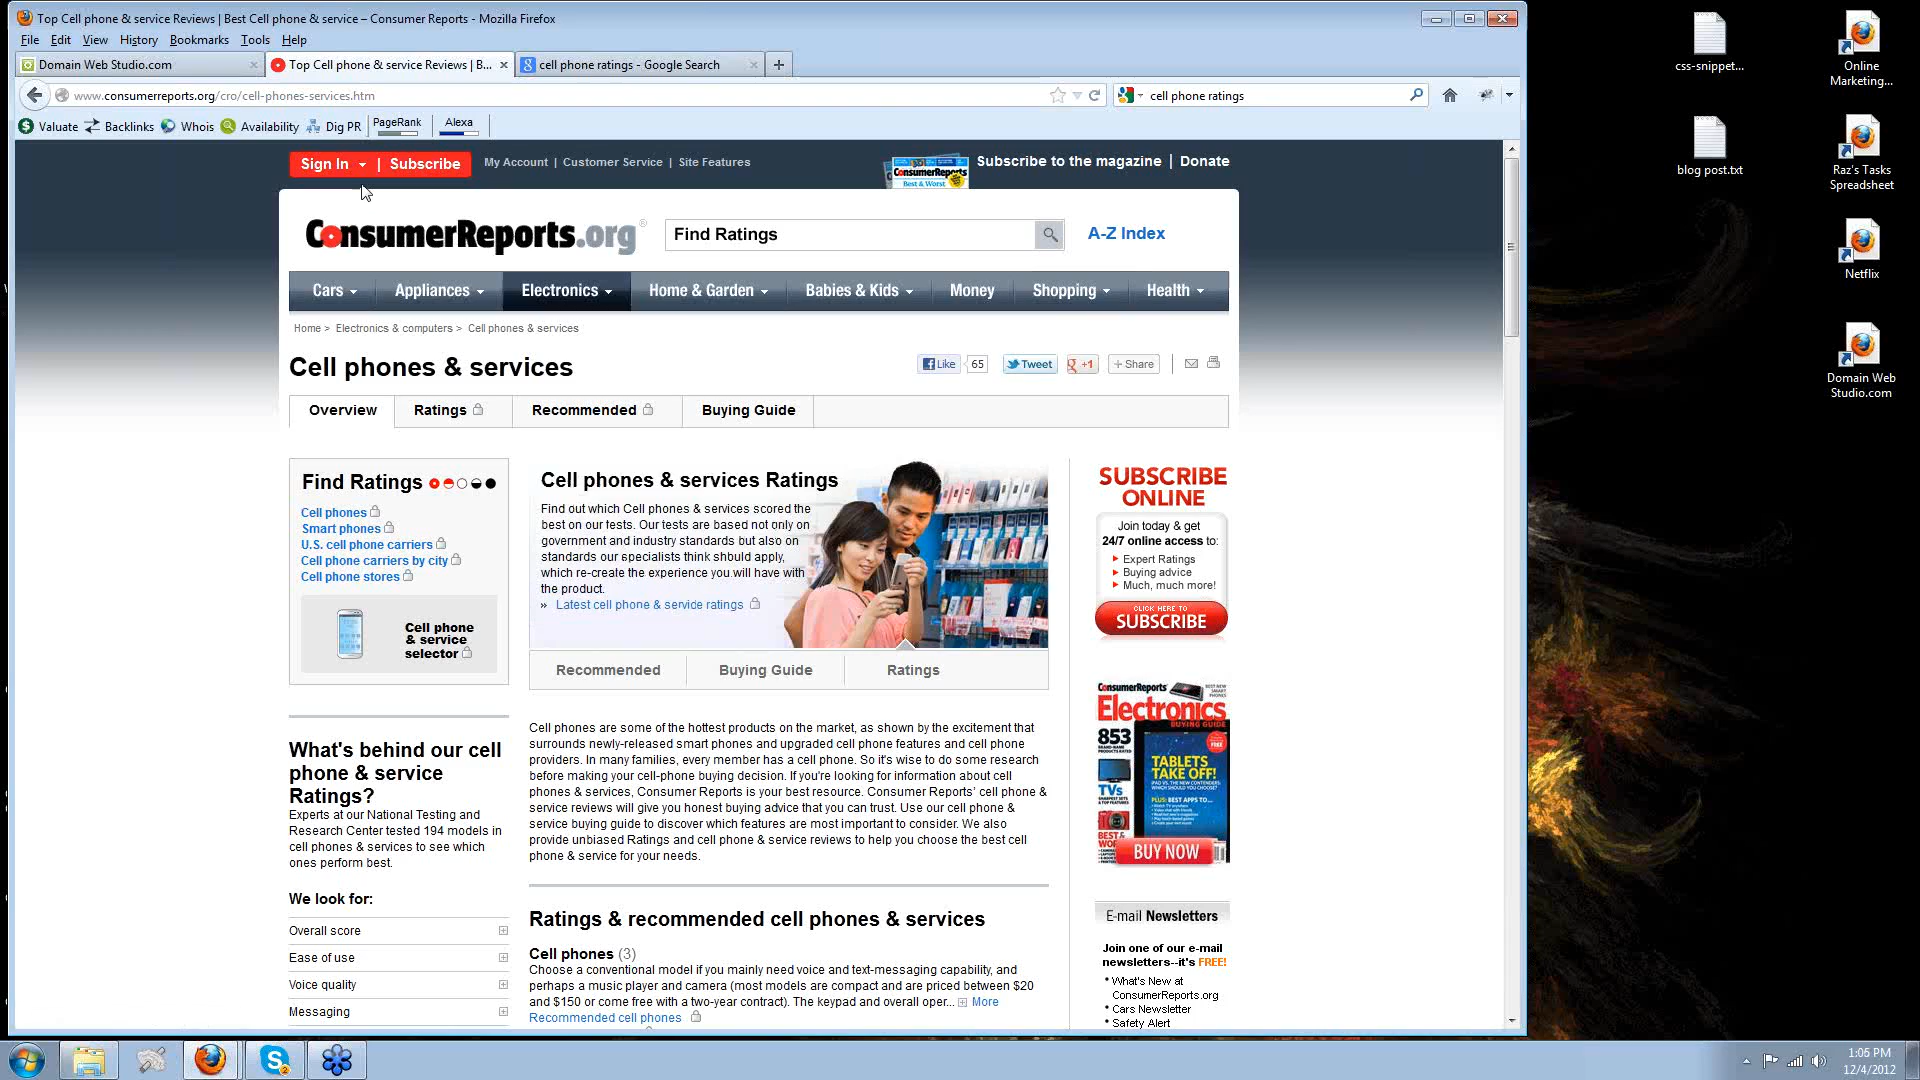 Top Cell phone & service Reviews | Best Cell phone & service – Consumer Reports - Mozilla Firefox
File Edit View History Bookmarks Tools Help
Domain Web Studio.com
Top Cell phone & service Reviews | B...
cell phone ratings - Google Search
www.consumerreports.org/cro/cell-phones-services.htm
cell phone ratings
Valuate Backlinks Whois Availability Dig PR PageRank Alexa
Sign In | Subscribe
My Account | Customer Service | Site Features
ConsumerReports
Best & Worst
Subscribe to the magazine | Donate
ConsumerReports.org
Find Ratings
A-Z Index
Cars Appliances Electronics Home & Garden Babies & Kids Money Shopping Health
Home > Electronics & computers > Cell phones & services
Cell phones & services
Like 65 Tweet +1 + Share
Overview Ratings Recommended Buying Guide
Find Ratings
Cell phones
Smart phones
U.S. cell phone carriers
Cell phone carriers by city
Cell phone stores
Cell phone
& service
selector
What's behind our cell
phone & service
Ratings?
Experts at our National Testing and
Research Center tested 194 models in
cell phones & services to see which
ones perform best.
We look for:
Overall score
Ease of use
Voice quality
Messaging
Cell phones & services Ratings
Find out which Cell phones & services scored the
best on our tests. Our tests are based not only on
government and industry standards but also on
standards our specialists think should apply,
which re-create the experience you will have with
the product.
» Latest cell phone & service ratings
Recommended Buying Guide Ratings
Cell phones are some of the hottest products on the market, as shown by the excitement that
surrounds newly-released smart phones and upgraded cell phone features and cell phone
providers. In many families, every member has a cell phone. So it's wise to do some research
before making your cell-phone buying decision. If you're looking for information about cell
phones & services, Consumer Reports is your best resource. Consumer Reports' cell phone &
service reviews will give you honest buying advice that you can trust. Use our cell phone &
service buying guide to discover which features are most important to consider. We also
provide unbiased Ratings and cell phone & service reviews to help you choose the best cell
phone & service for your needs.
Ratings & recommended cell phones & services
Cell phones (3)
Choose a conventional model if you mainly need voice and text-messaging capability, and
perhaps a music player and camera (most models are compact and are priced between $20
and $150 or come free with a two-year contract). The keypad and overall oper... More
Recommended cell phones
SUBSCRIBE
ONLINE
Join today & get
24/7 online access to:
Expert Ratings
Buying advice
Much, much more!
CLICK HERE TO
SUBSCRIBE
ConsumerReports
BEST NEW
SMART
PHONES
Electronics
BUYING GUIDE
853
BRAND-NAME
PRODUCTS RATED
FREE
TABLETS
TAKE OFF!
TVs
PLUS: BEST APPS TO...
BEST &
BUY NOW
E-mail Newsletters
Join one of our e-mail
newsletters--it's FREE!
• What's New at
ConsumerReports.org
• Cars Newsletter
• Safety Alert
css-snippet...
blog post.txt
Online
Marketing...
Raz's Tasks
Spreadsheet
Netflix
Domain Web
Studio.com
2
1:05 PM
12/4/2012